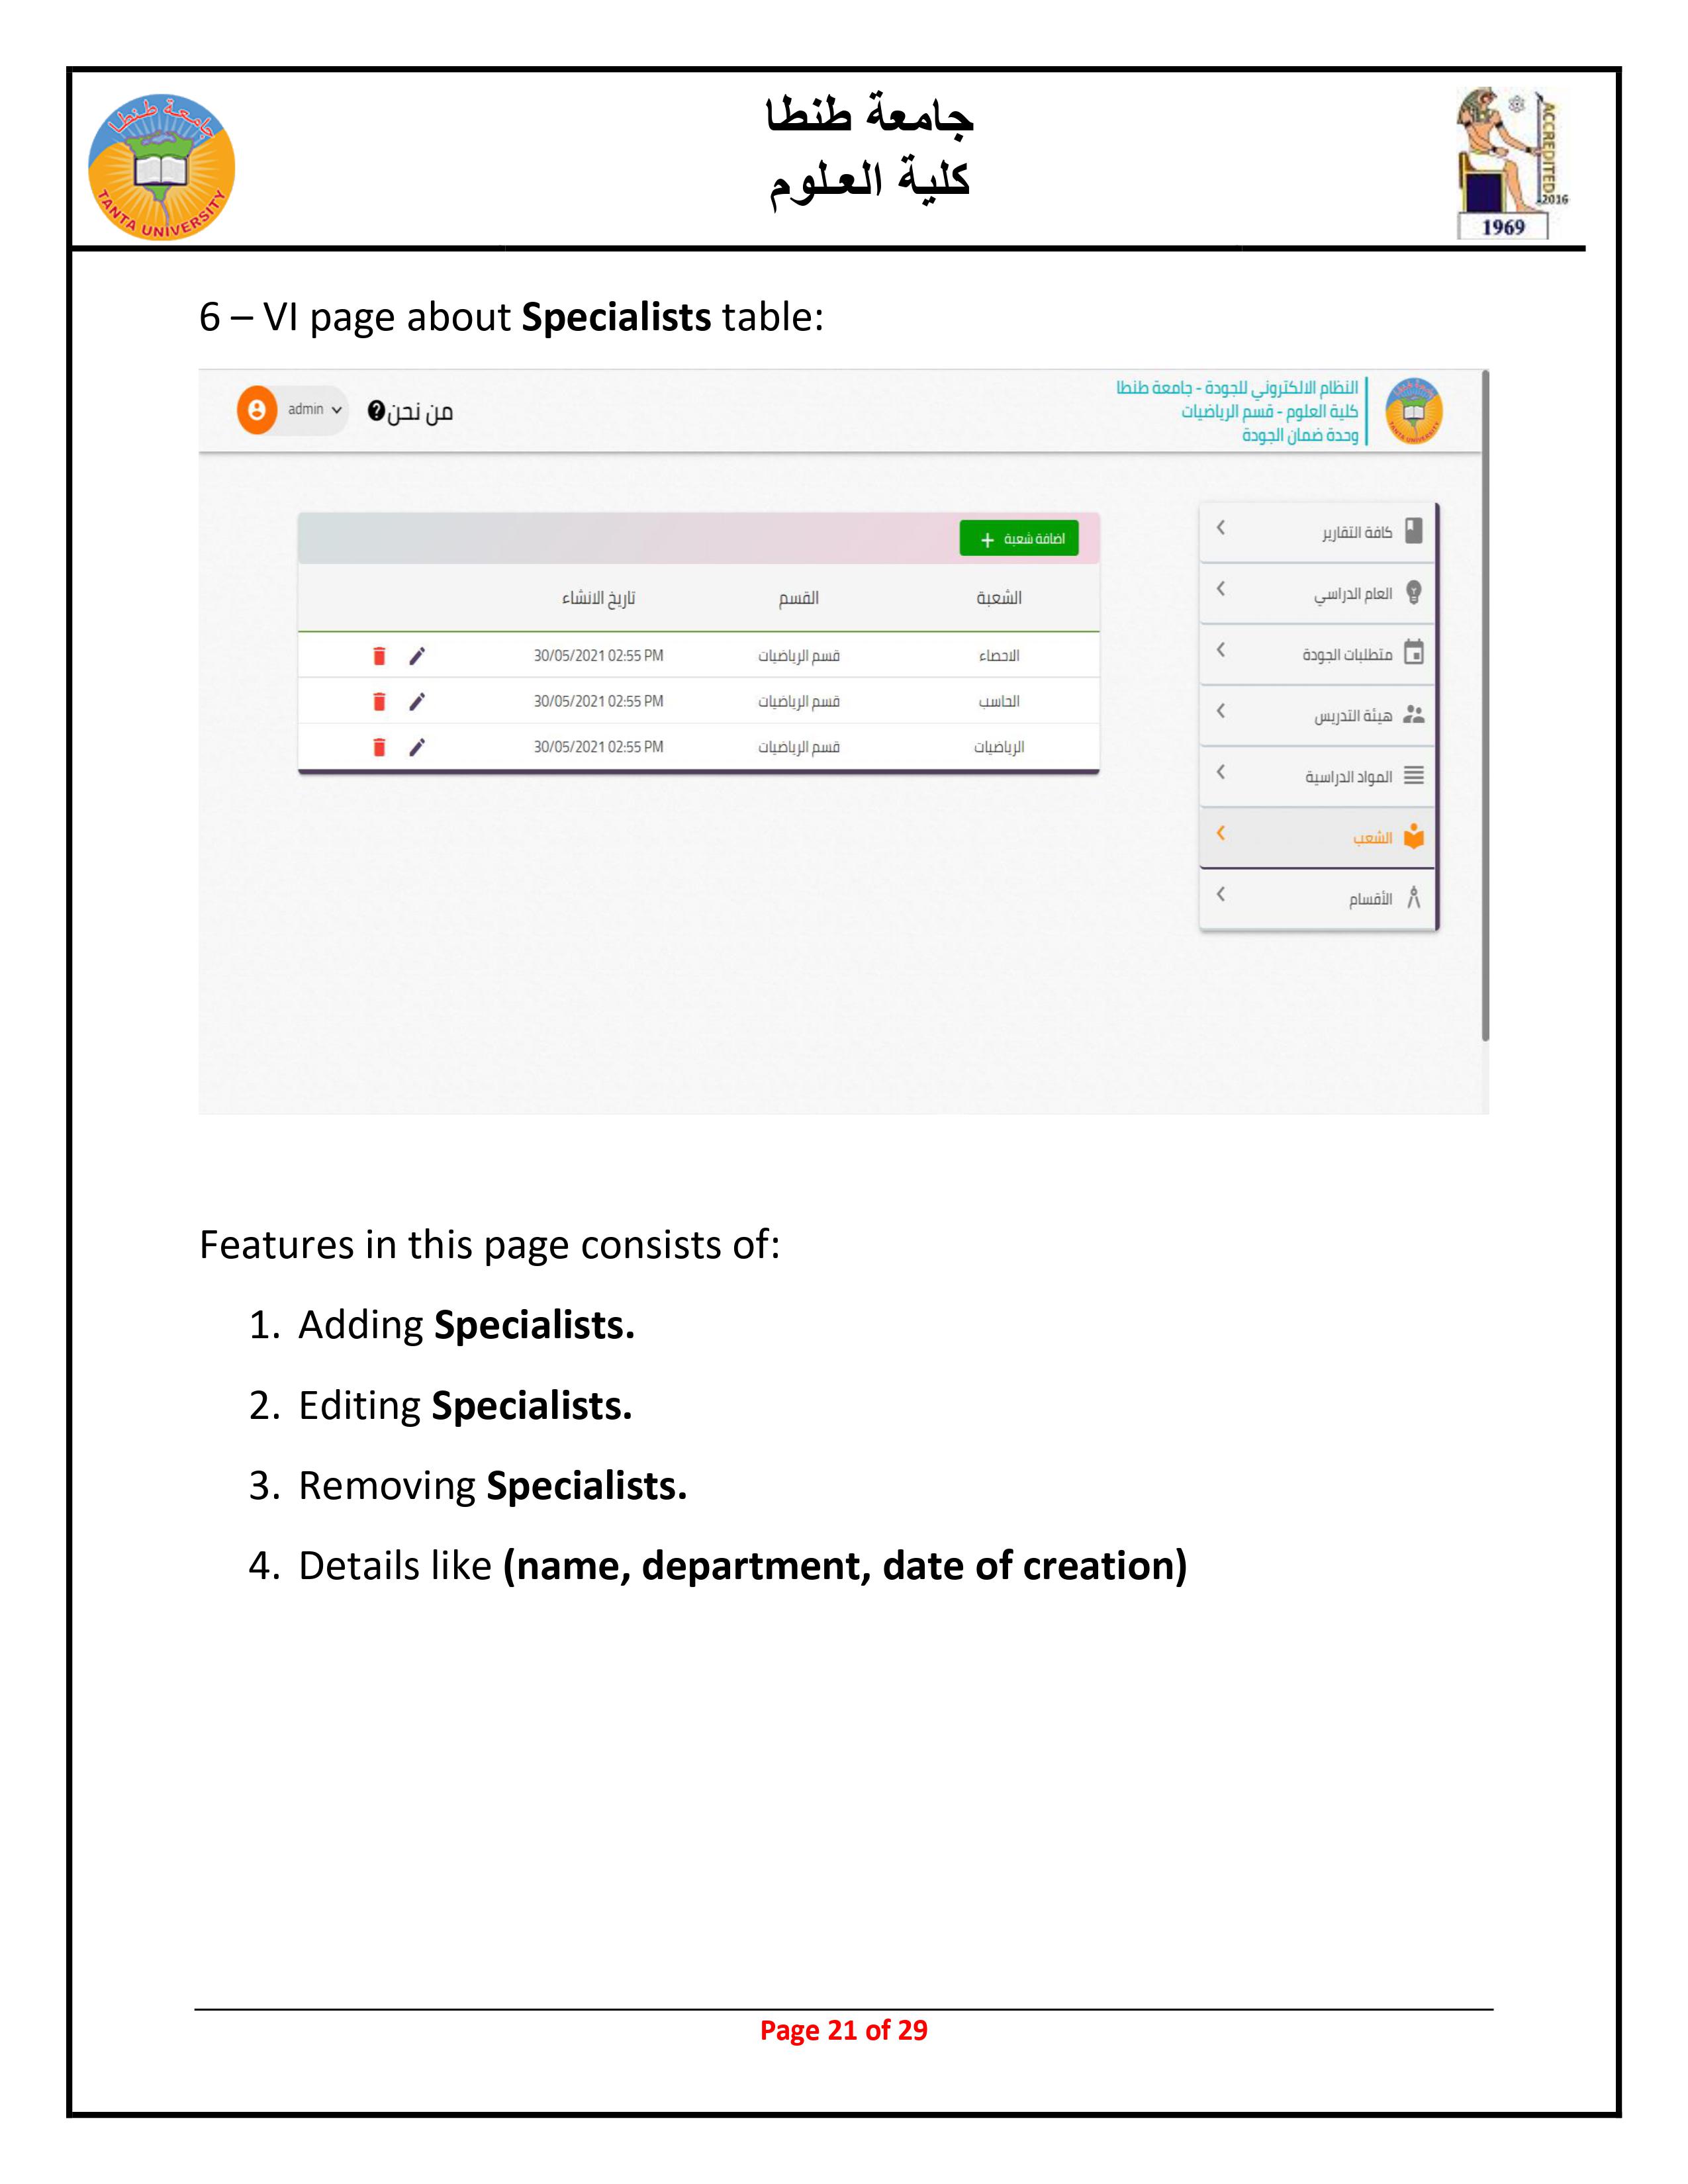 جامعة طنطا
TANTA UNIVERSITY
جامعة طنطا
كلية العلوم
ACCREDITED
2016
1969
6 – VI page about Specialists table:
النظام الالكتروني للجودة - جامعة طنطا
كلية العلوم - قسم الرياضيات
وحدة ضمان الجودة
من نحن
admin
كافة التقارير
العام الدراسي
متطلبات الجودة
هيئة التدريس
المواد الدراسية
الشعب
الأقسام
اضافة شعبة +
الشعبة القسم تاريخ الانشاء
الاحصاء قسم الرياضيات 30/05/2021 02:55 PM
الحاسب قسم الرياضيات 30/05/2021 02:55 PM
الرياضيات قسم الرياضيات 30/05/2021 02:55 PM
Features in this page consists of:
1. Adding Specialists.
2. Editing Specialists.
3. Removing Specialists.
4. Details like (name, department, date of creation)
Page 21 of 29